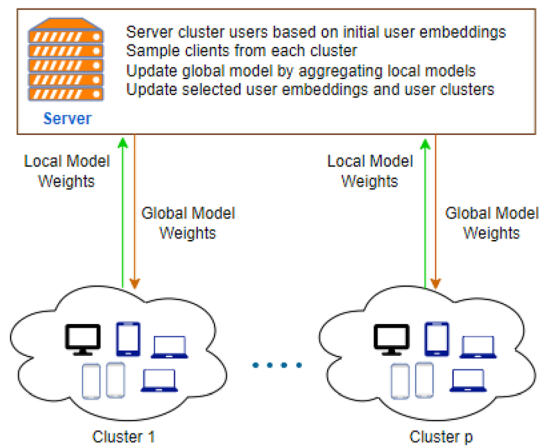 Server cluster users based on initial user embeddings
Sample clients from each cluster
Update global model by aggregating local models
Update selected user embeddings and user clusters
Server
Local Model
Weights
Global Model
Weights
Local Model
Weights
Global Model
Weights
Cluster 1
Cluster p